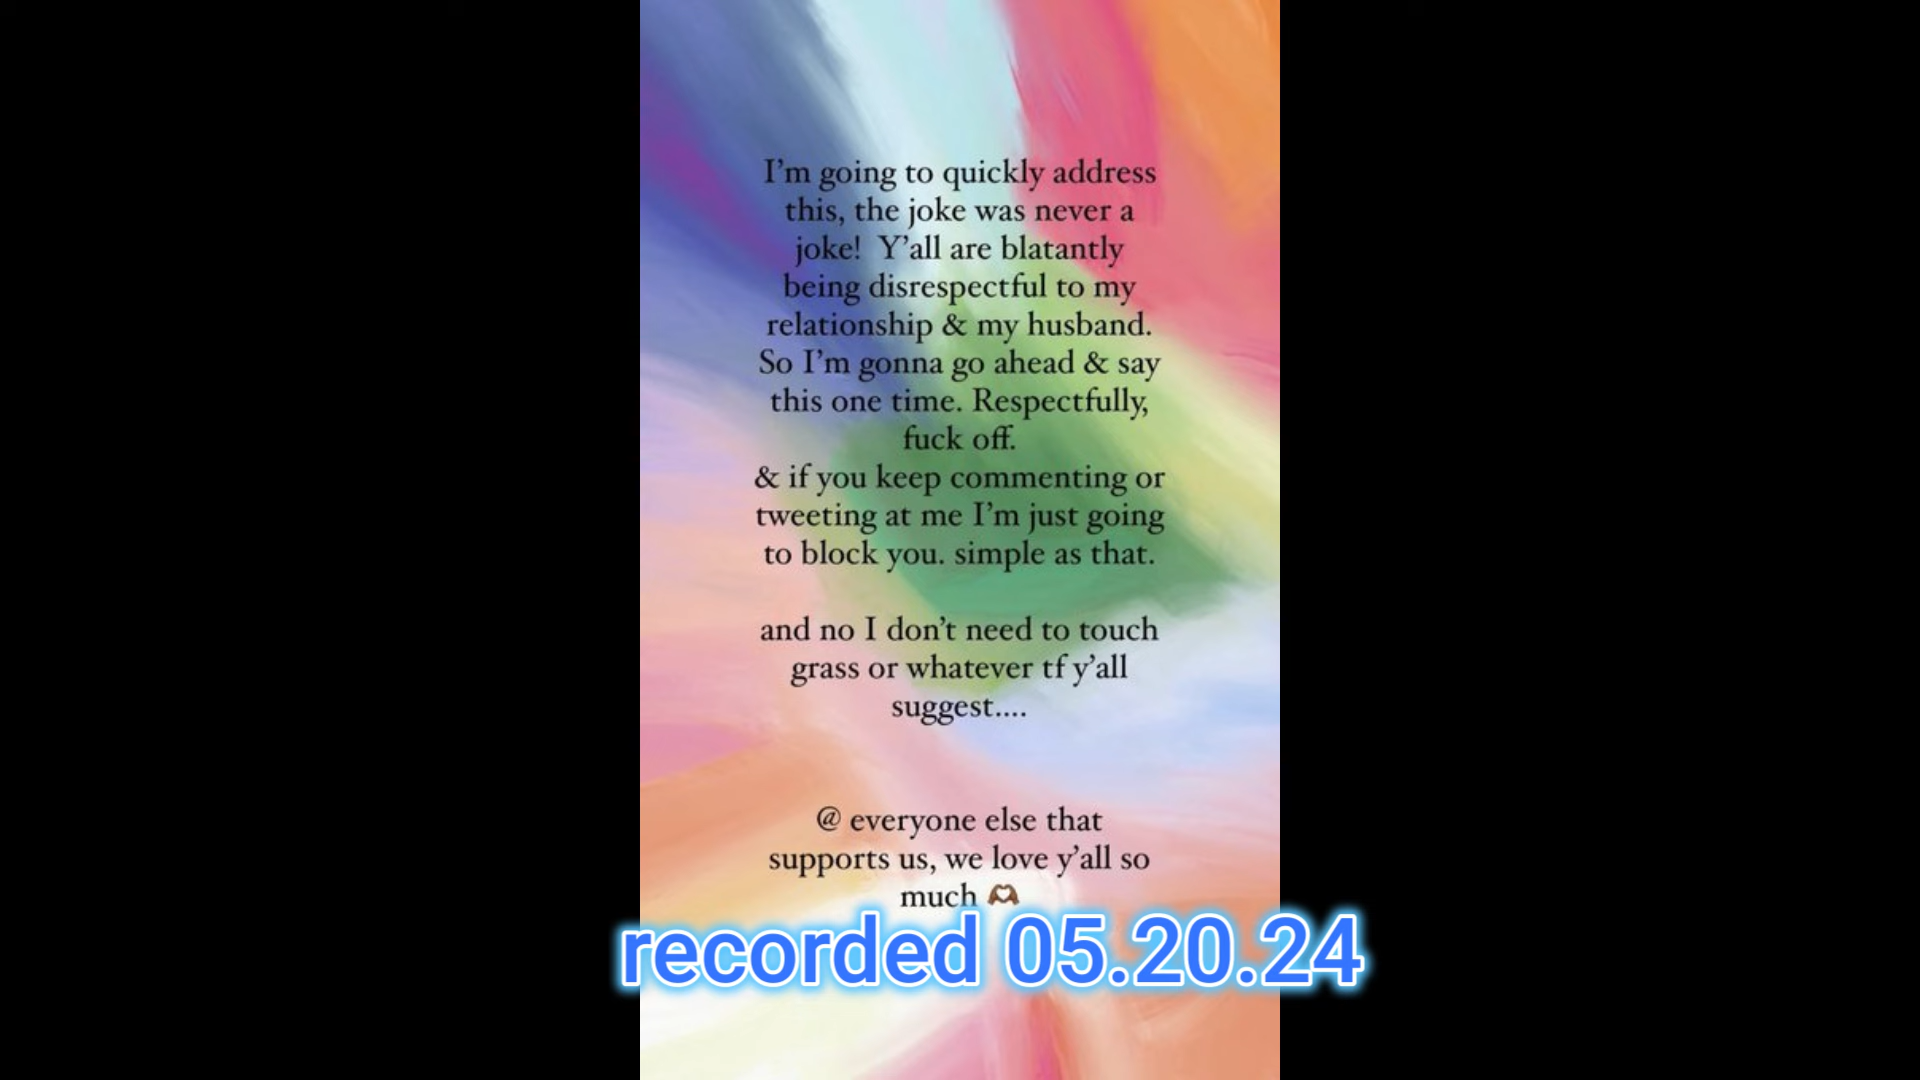 I'm going to quickly address
this, the joke was never a
joke!  Y'all are blatantly
being disrespectful to my
relationship & my husband.
So I'm gonna go ahead & say
this one time. Respectfully,
fuck off.
& if you keep commenting or
tweeting at me I'm just going
to block you. simple as that.
and no I don't need to touch
grass or whatever tf y'all
suggest....
@ everyone else that
supports us, we love y'all so
much 🫶🏾
recorded 05.20.24